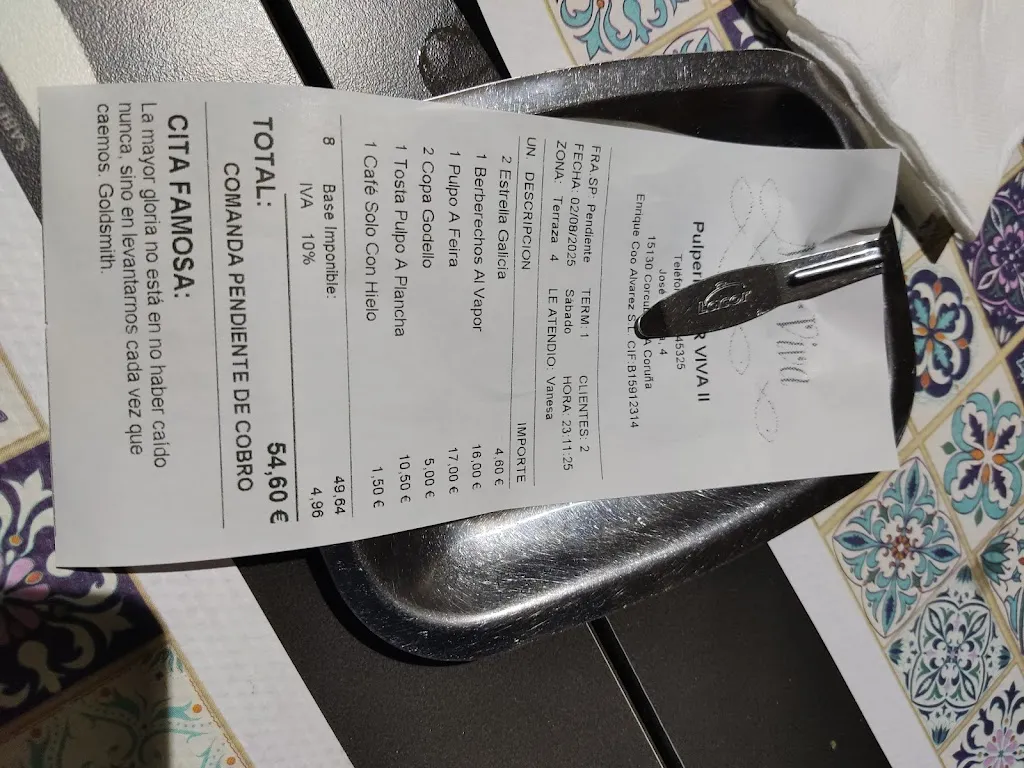 Viva
Pulper R VIVA II
Teléfo 45325
José 4
15130 Corcu A Coruña
Enrique Coo Alvarez S.L. CIF:B15912314
FRA.SP. Pendiente TERM: 1 CLIENTES: 2
FECHA: 02/08/2025 Sábado HORA: 23:11:25
ZONA: Terraza 4 LE ATENDIO: Vanesa
UN. DESCRIPCION IMPORTE
2 Estrella Galicia 4,60 €
1 Berberechos Al Vapor 16,00 €
1 Pulpo A Feira 17,00 €
2 Copa Godello 5,00 €
1 Tosta Pulpo A Plancha 10,50 €
1 Café Solo Con Hielo 1,50 €
8 Base Imponible: 49,64
IVA 10% 4,96
TOTAL: 54,60 €
COMANDA PENDIENTE DE COBRO
CITA FAMOSA:
La mayor gloria no está en no haber caído
nunca, sino en levantarnos cada vez que
caemos. Goldsmith.